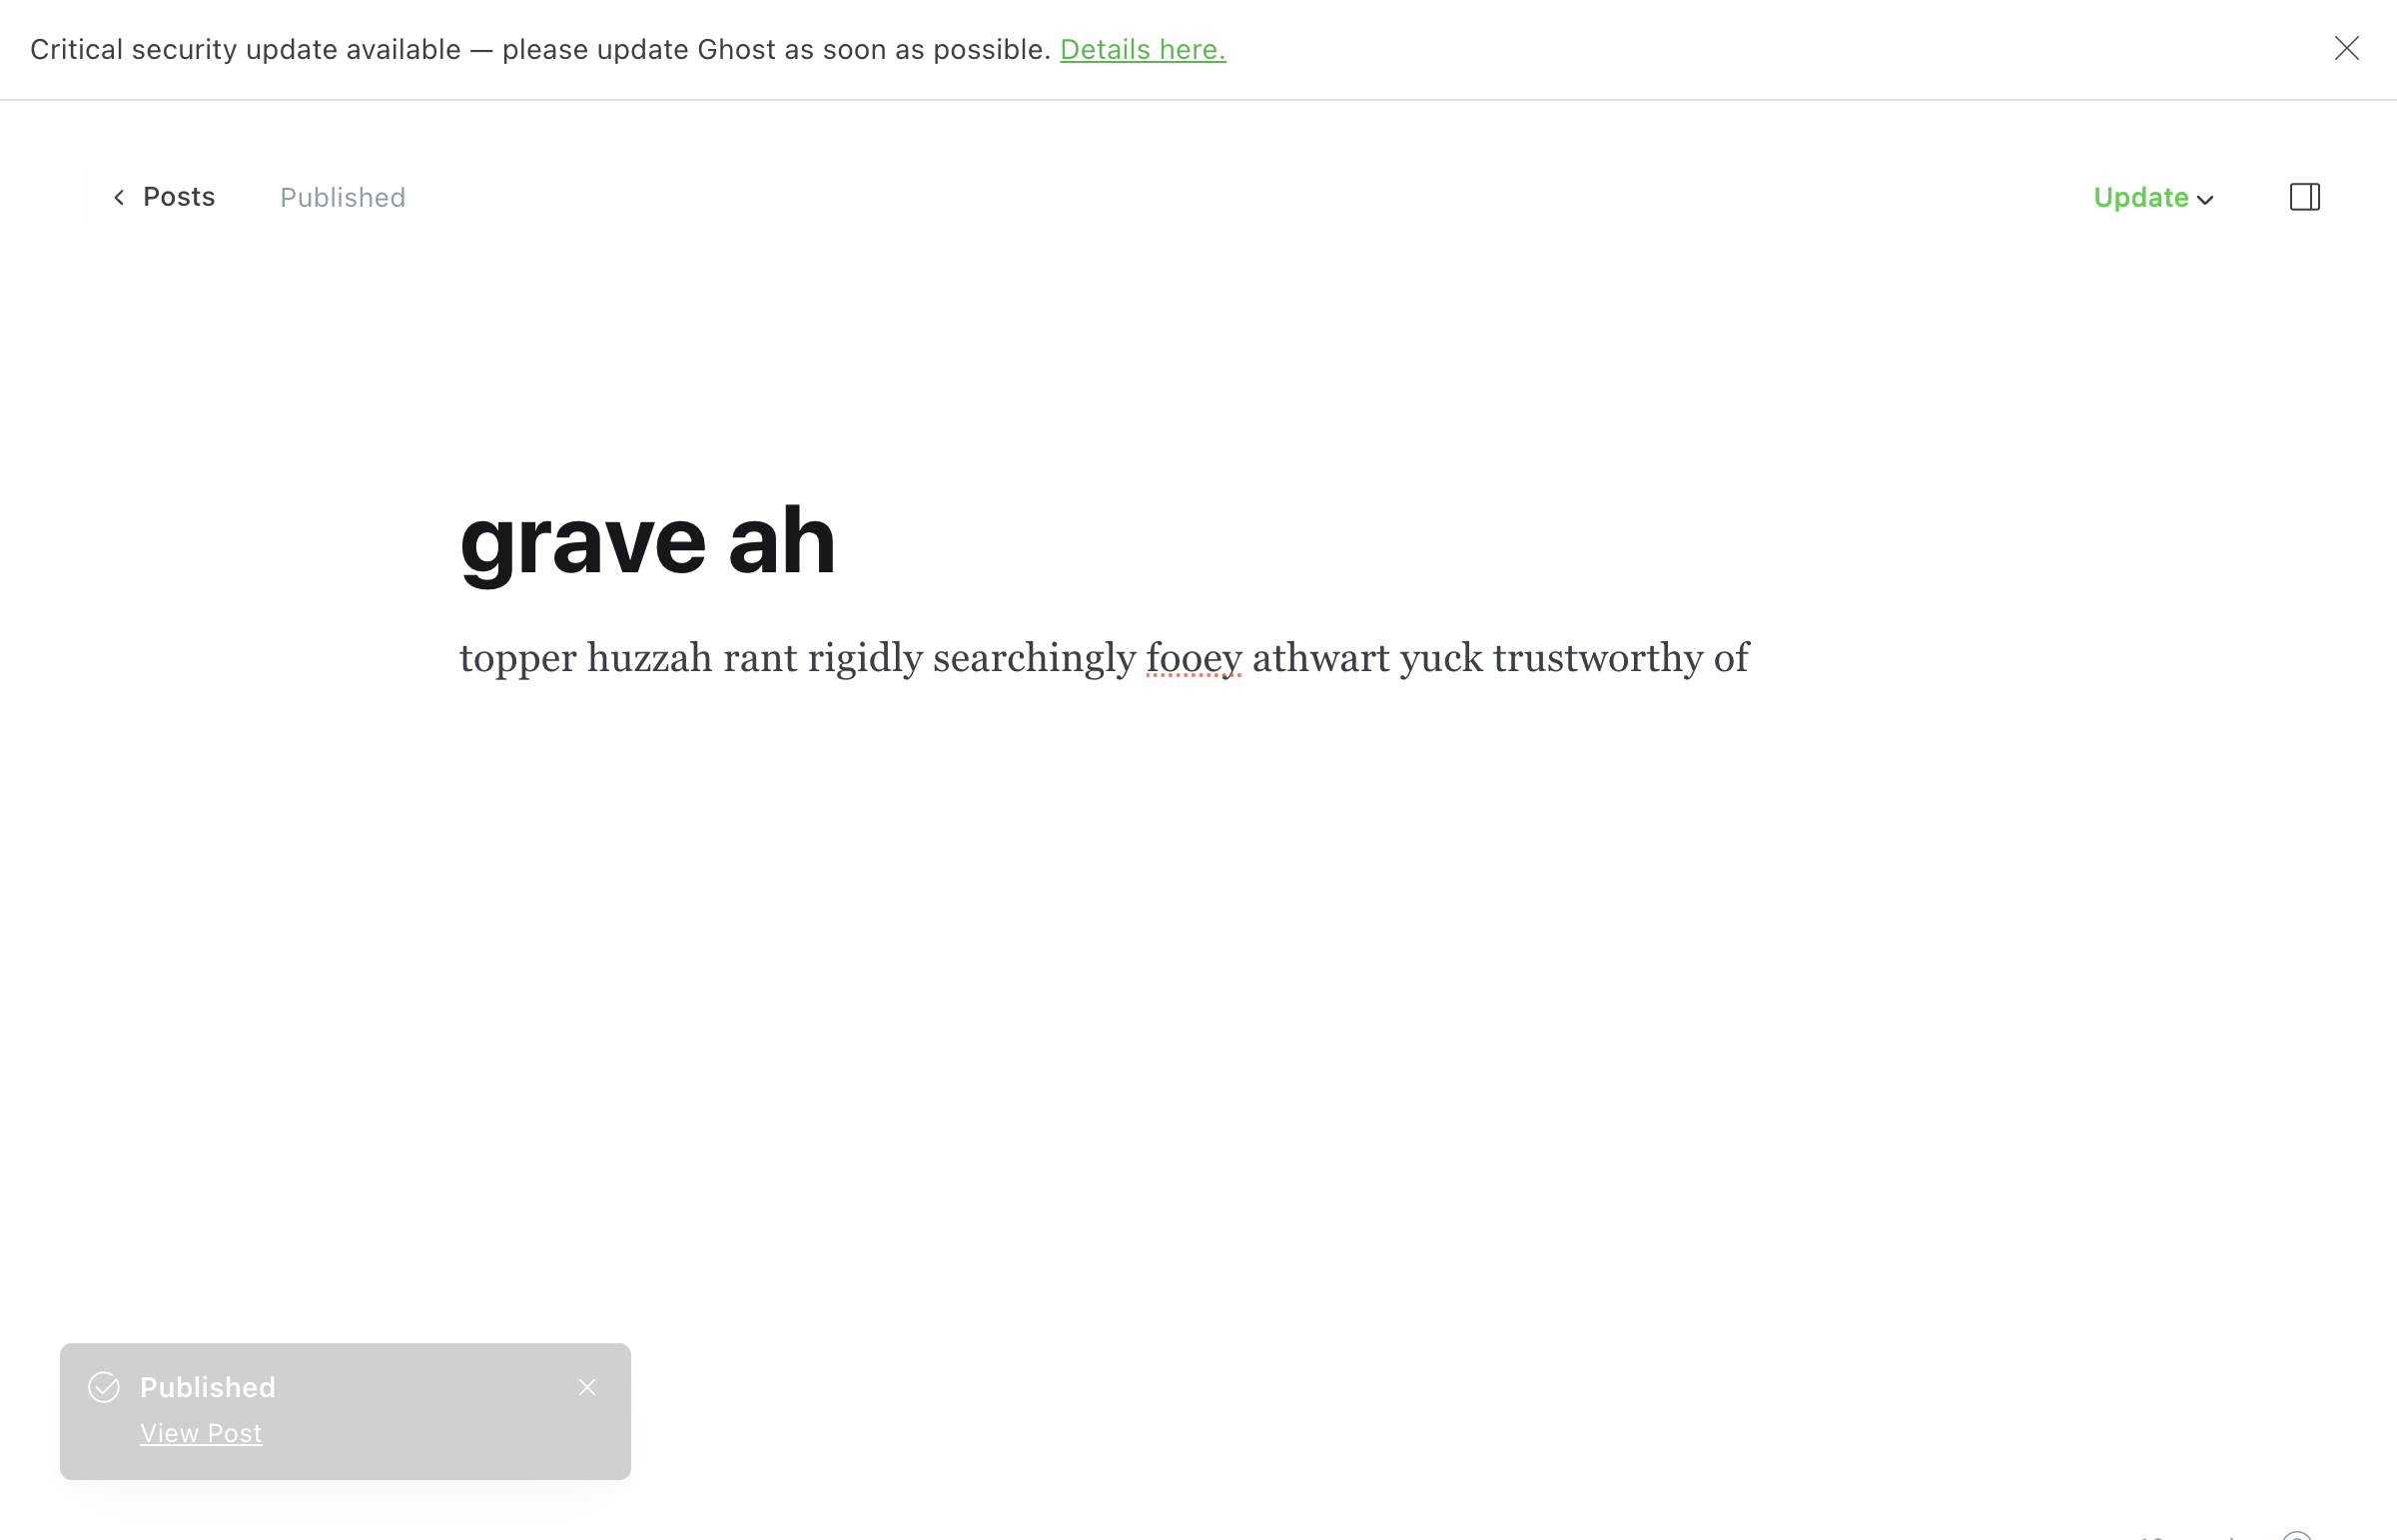 Critical security update available — please update Ghost as soon as possible. Details here.
Posts
Published
Update
grave ah
topper huzzah rant rigidly searchingly fooey athwart yuck trustworthy of
Published
View Post